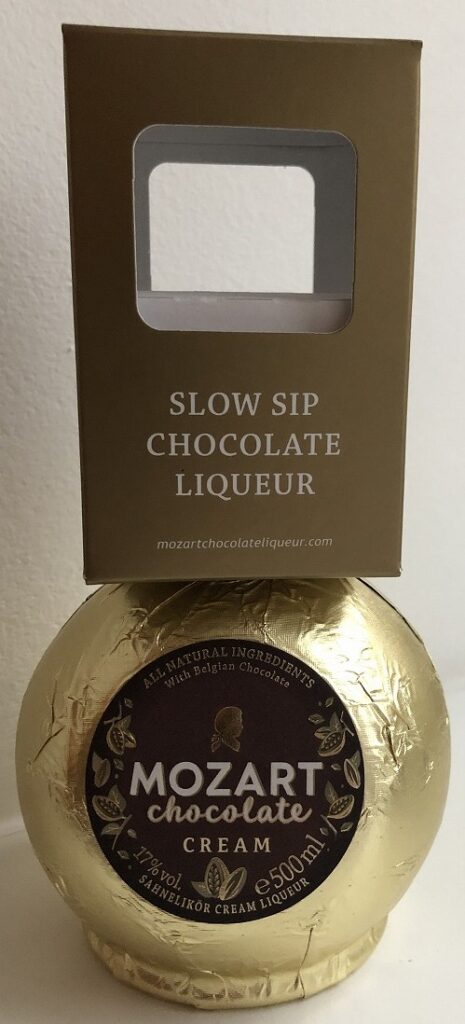 SLOW SIP
CHOCOLATE
LIQUEUR
mozartchocolateliqueur.com
ALL NATURAL INGREDIENTS
With Belgian Chocolate
MOZART
chocolate
CREAM
17% vol.
℮500ml
SAHNELIKÖR CREAM LIQUEUR